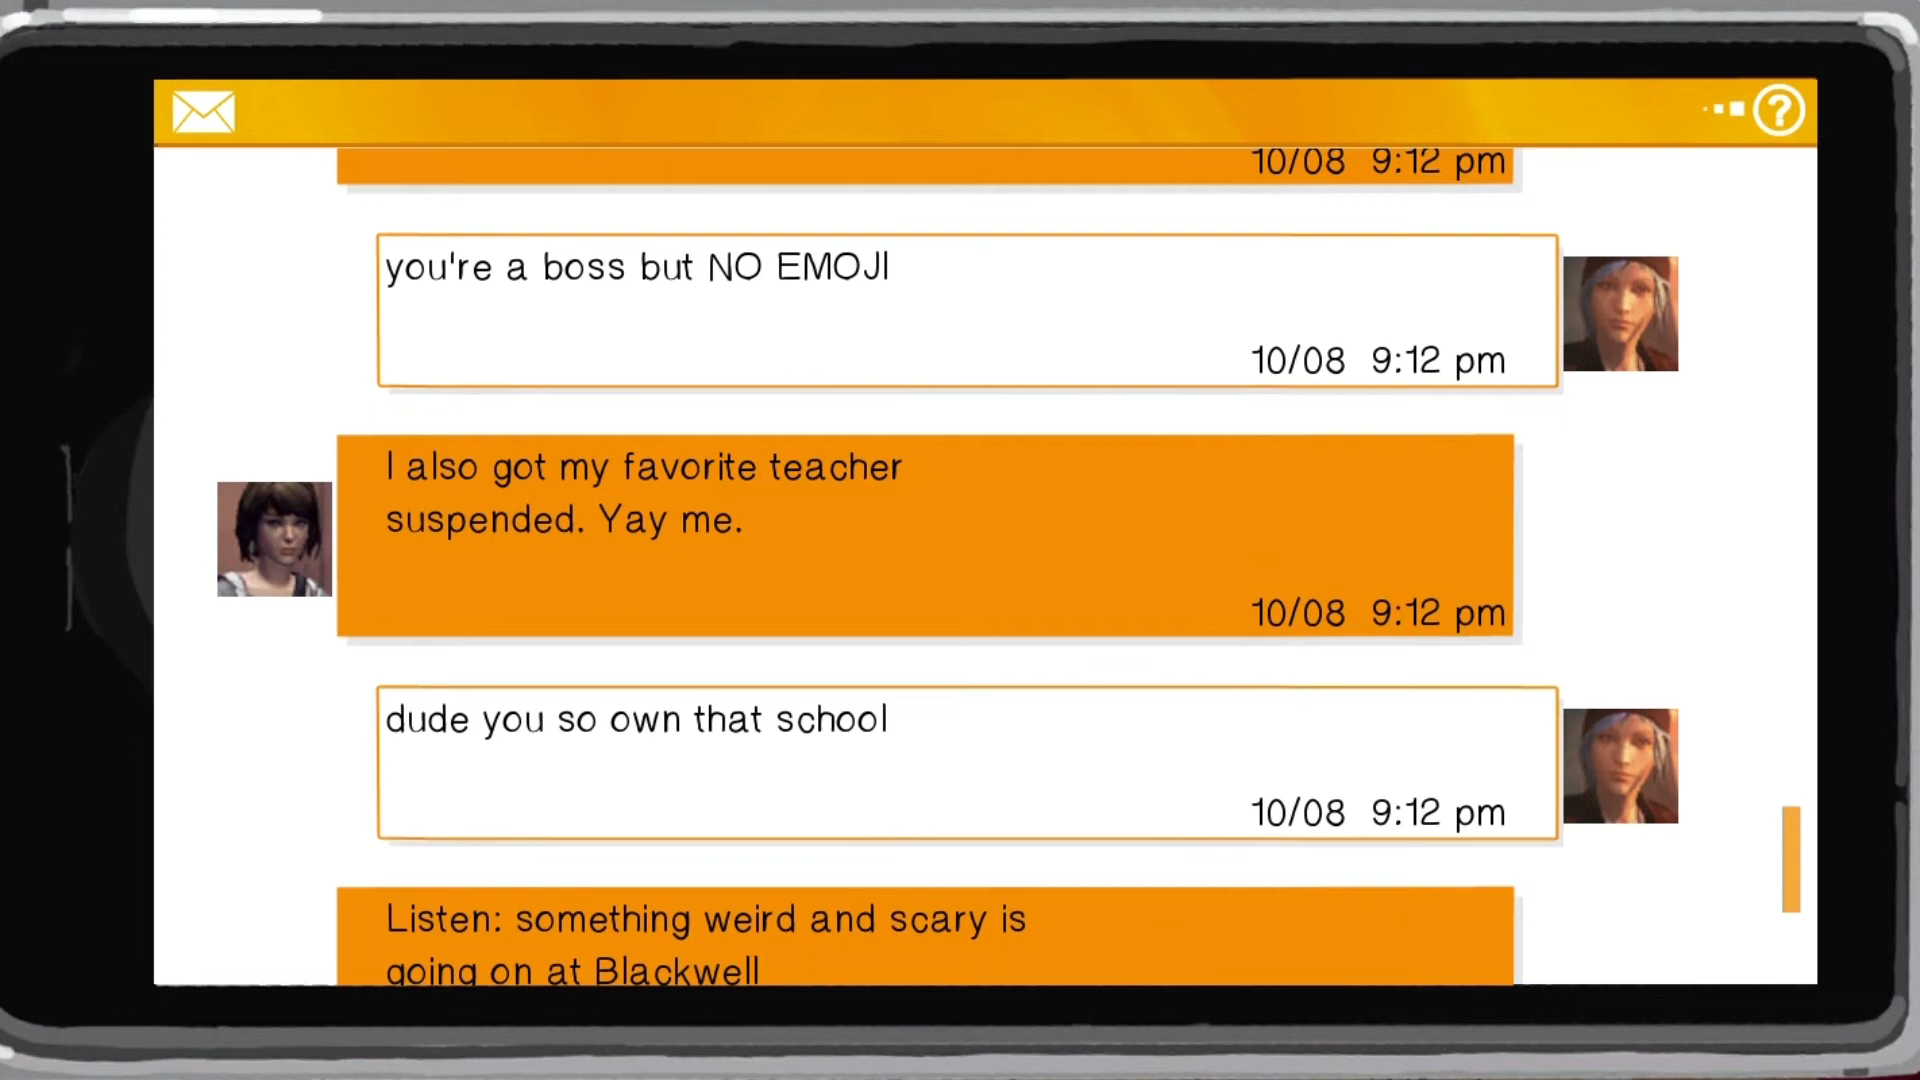 10/08 9:12 pm
you're a boss but NO EMOJI
10/08 9:12 pm
I also got my favorite teacher
suspended. Yay me.
10/08 9:12 pm
dude you so own that school
10/08 9:12 pm
Listen: something weird and scary is
going on at Blackwell